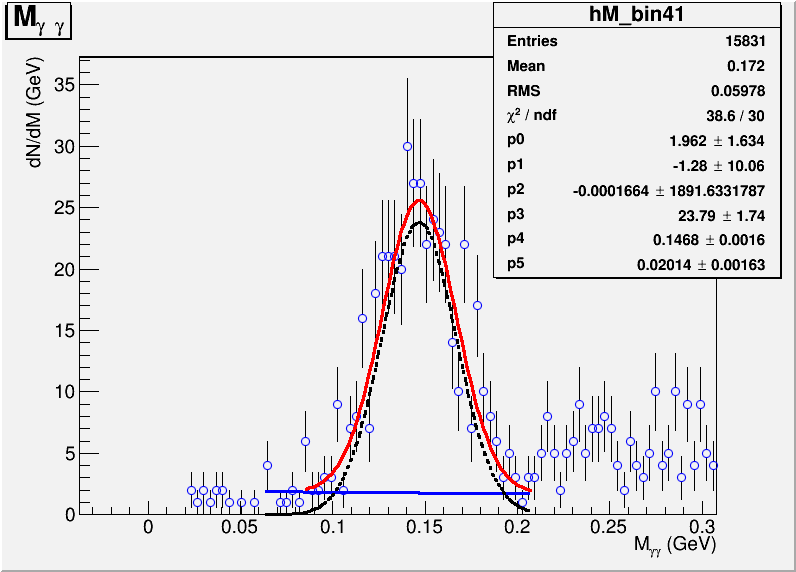 M_γ γ
hM_bin41
Entries 15831
Mean 0.172
RMS 0.05978
χ² / ndf 38.6 / 30
p0 1.962 ± 1.634
p1 -1.28 ± 10.06
p2 -0.0001664 ± 1891.6331787
p3 23.79 ± 1.74
p4 0.1468 ± 0.0016
p5 0.02014 ± 0.00163
dN/dM (GeV)
35
30
25
20
15
10
5
0
0 0.05 0.1 0.15 0.2 0.25 0.3
M_γγ (GeV)